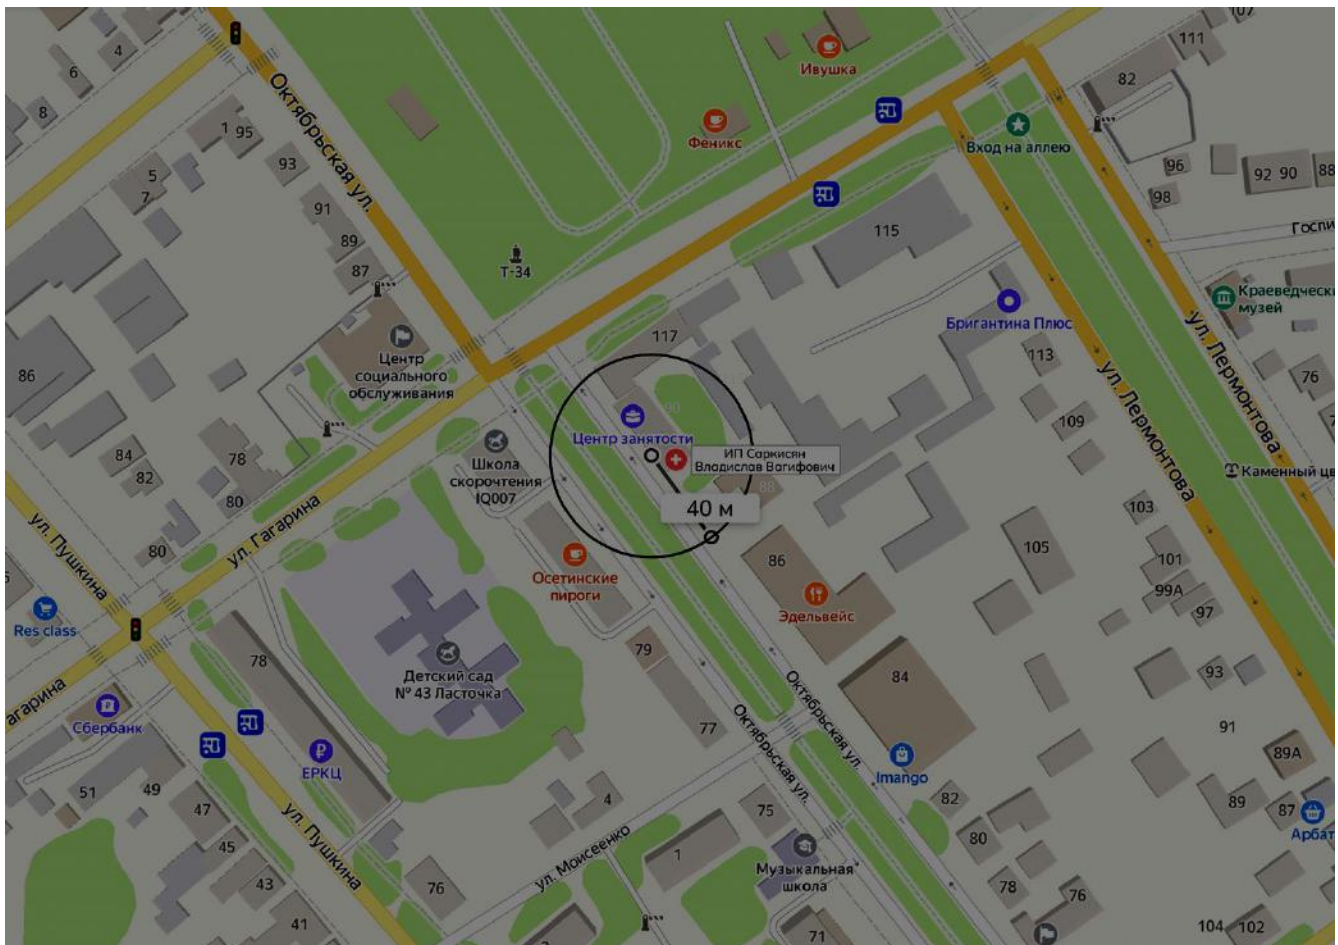 107
111
4
6
82
8
Ивушка
Октябрьская ул.
1
95
Феникс
Вход на аллею
93
5
7
96
92
90
88
98
91
89
87
115
Госпи
Т-34
Краеведчески
музей
Бригантина Плюс
ул. Лермонтова
117
Центр
социального
обслуживания
113
ул. Лермонтова
86
76
90
Центр занятости
109
84
82
78
80
Школа
скорочтения
IQ007
ИП Саркисян
Владислав Вагифович
88
Каменный цв
40 м
103
ул. Гагарина
ул. Пушкина
80
105
101
99А
97
86
Осетинские
пироги
Эдельвейс
Res class
79
78
Детский сад
№ 43 Ласточка
84
93
агарина
Сбербанк
77
Октябрьская ул.
Октябрьская ул.
91
89А
ЕРКЦ
Imango
51
49
47
4
75
82
89
87
Арбат
ул. Пушкина
45
ул. Моисеенко
1
80
Музыкальная
школа
43
76
78
76
41
71
104
102